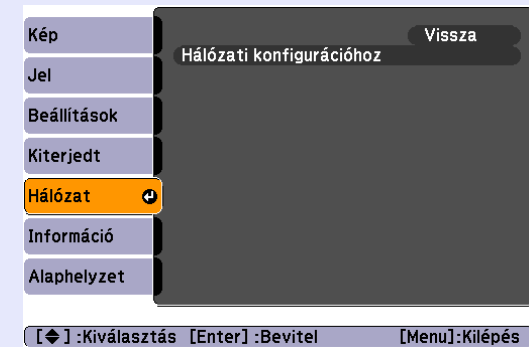 Kép
Jel
Beállítások
Kiterjedt
Hálózat
Információ
Alaphelyzet
Vissza
Hálózati konfigurációhoz
[◆] :Kiválasztás [Enter] :Bevitel [Menu]:Kilépés